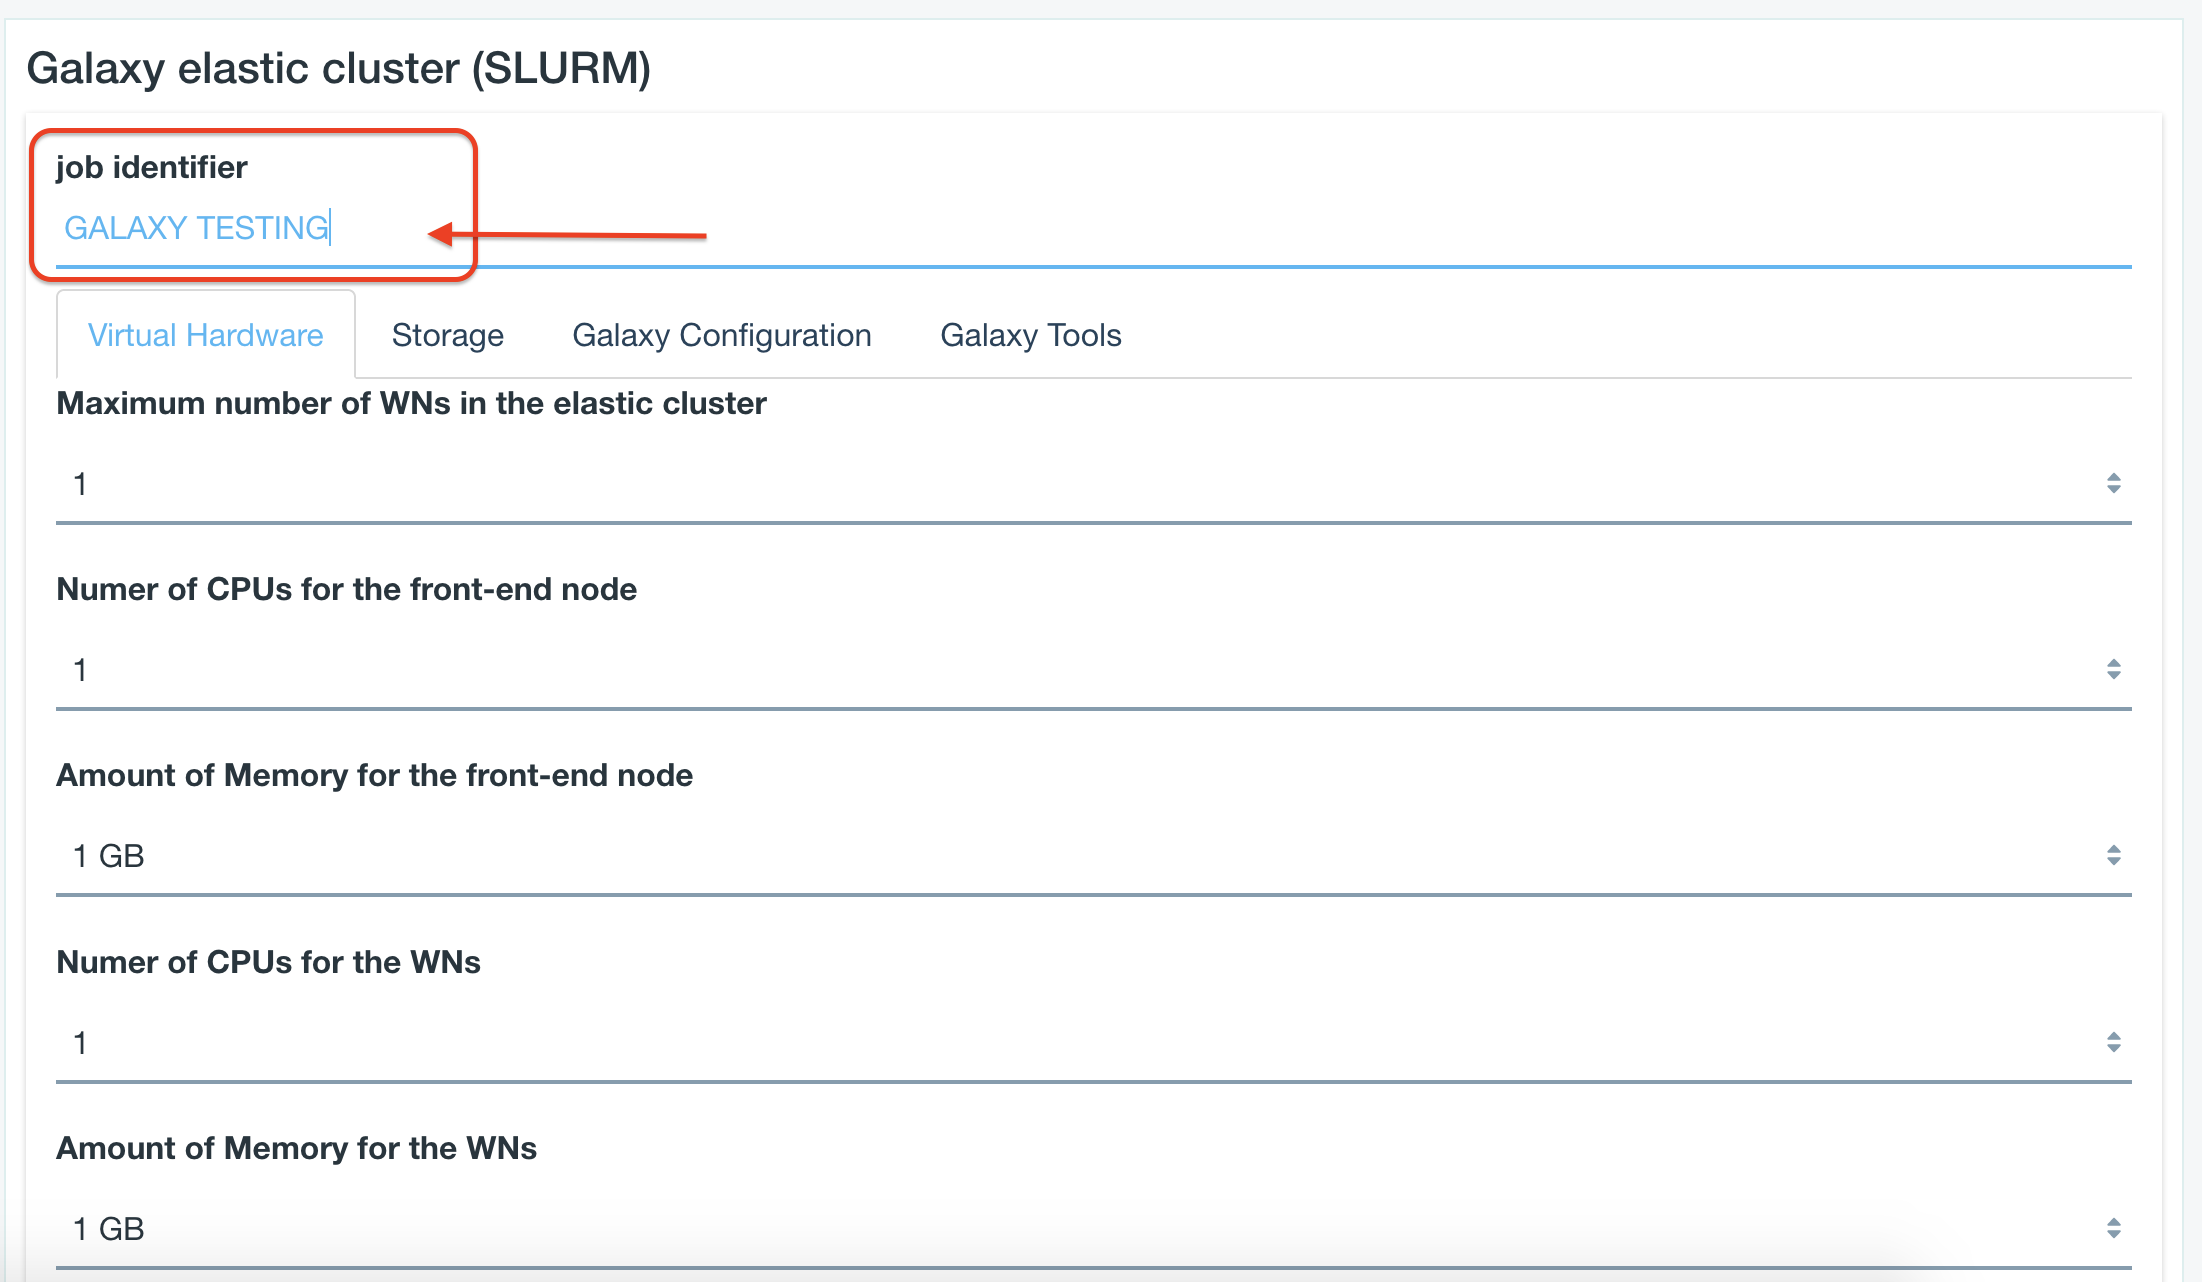 Galaxy elastic cluster (SLURM)
job identifier
GALAXY TESTING
Virtual Hardware Storage Galaxy Configuration Galaxy Tools
Maximum number of WNs in the elastic cluster
1
Numer of CPUs for the front-end node
1
Amount of Memory for the front-end node
1 GB
Numer of CPUs for the WNs
1
Amount of Memory for the WNs
1 GB